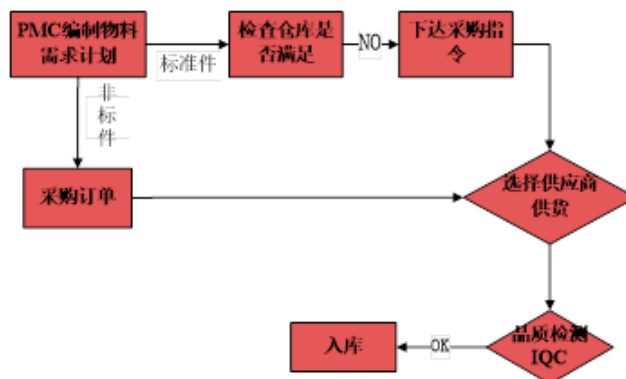 PMC编制物料
需求计划
标准件
检查仓库是
否满足
NO
下达采购指
令
非
标
件
采购订单
选择供应商
供货
品质检测
IQC
OK
入库